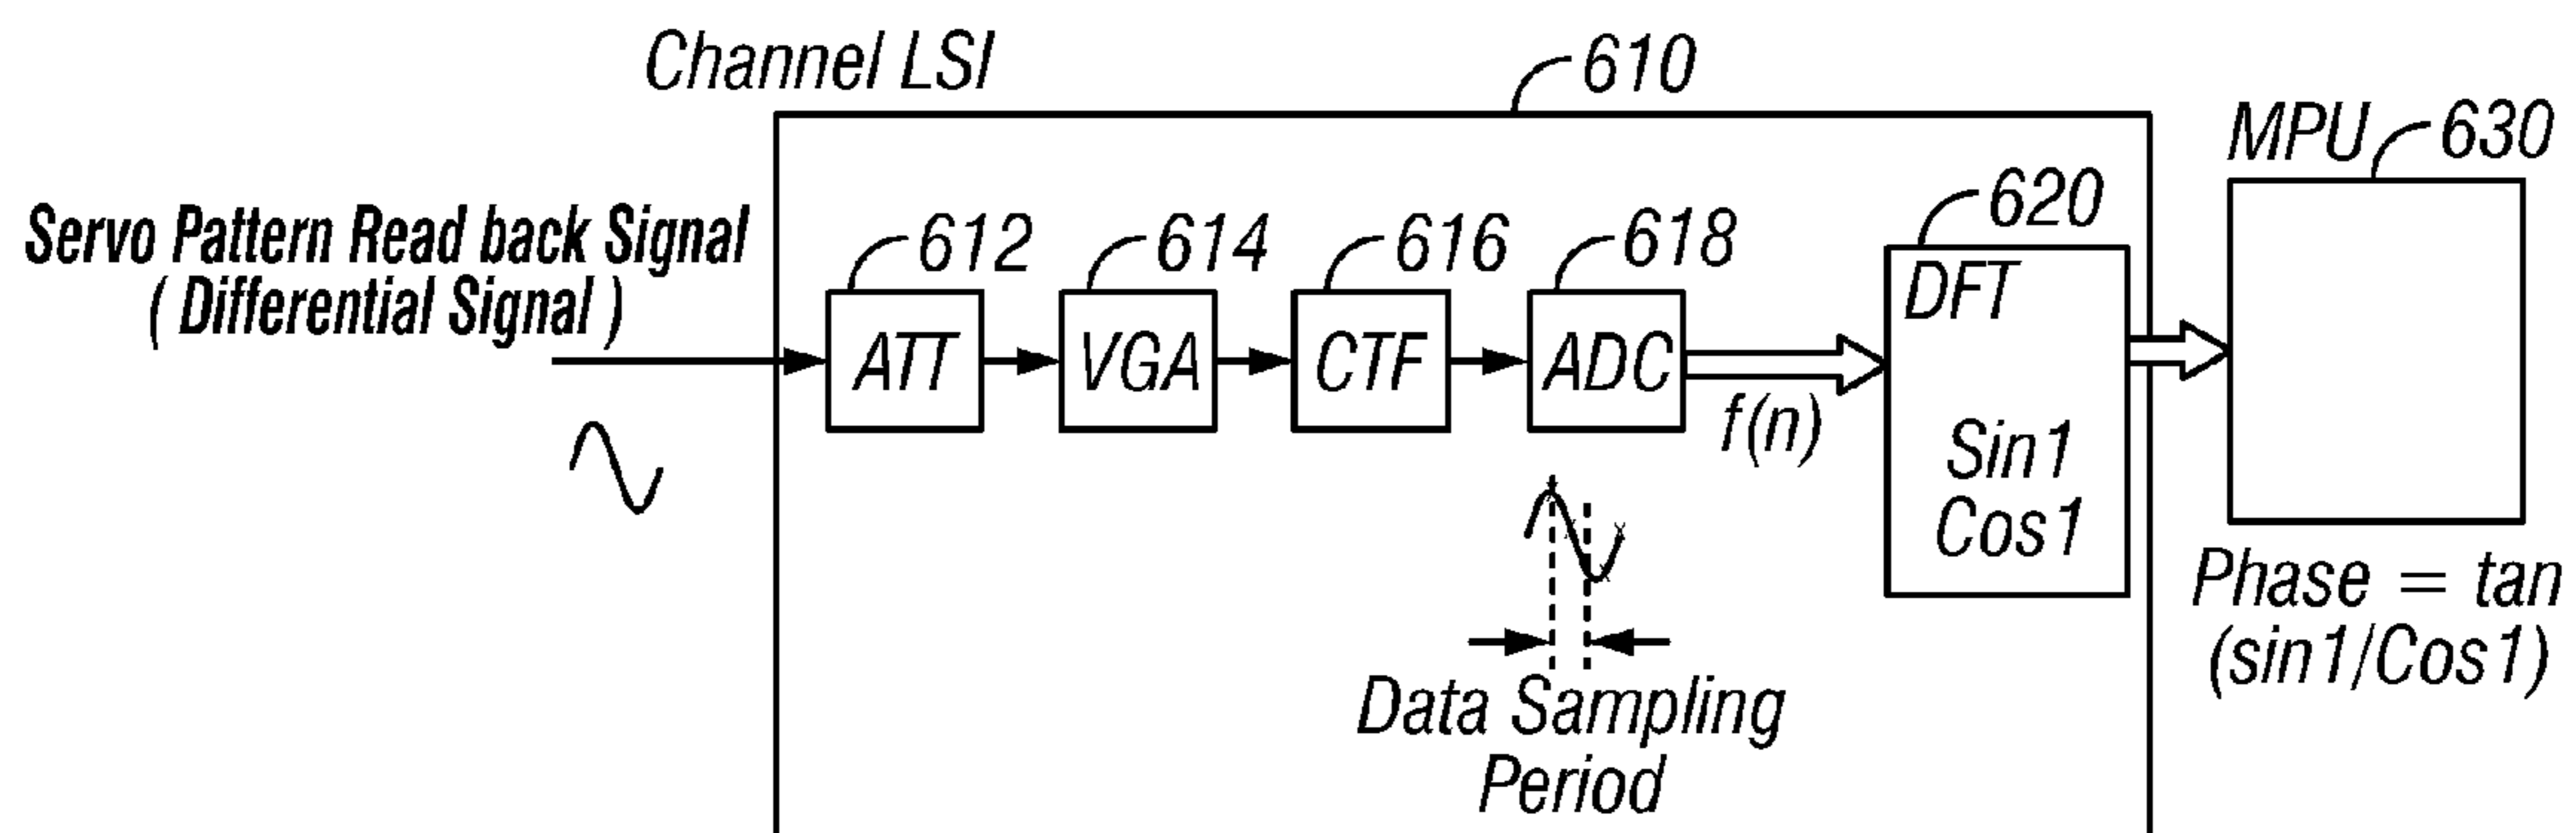 Channel LSI
610
MPU
630
Servo Pattern Read back Signal
( Differential Signal )
612
614
616
618
620
ATT
VGA
CTF
ADC
f(n)
DFT
Sin1
Cos1
Data Sampling
Period
Phase = tan
(sin1/Cos1)